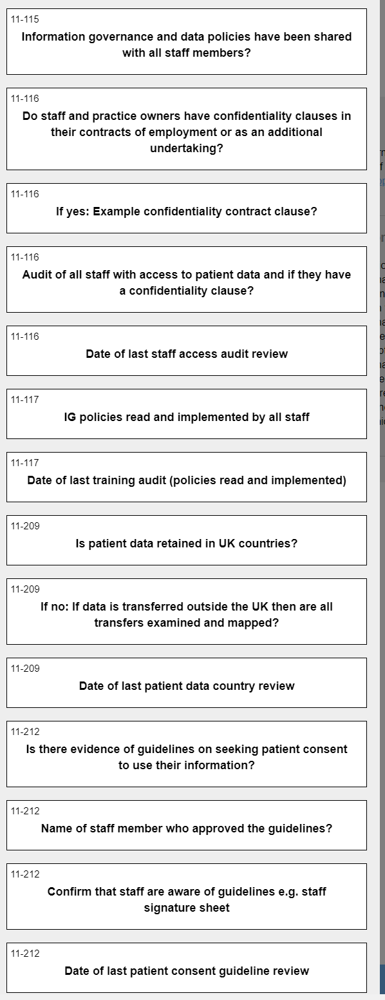 11-115
Information governance and data policies have been shared
with all staff members?
11-116
Do staff and practice owners have confidentiality clauses in
their contracts of employment or as an additional
undertaking?
11-116
If yes: Example confidentiality contract clause?
11-116
Audit of all staff with access to patient data and if they have
a confidentiality clause?
11-116
Date of last staff access audit review
11-117
IG policies read and implemented by all staff
11-117
Date of last training audit (policies read and implemented)
11-209
Is patient data retained in UK countries?
11-209
If no: If data is transferred outside the UK then are all
transfers examined and mapped?
11-209
Date of last patient data country review
11-212
Is there evidence of guidelines on seeking patient consent
to use their information?
11-212
Name of staff member who approved the guidelines?
11-212
Confirm that staff are aware of guidelines e.g. staff
signature sheet
11-212
Date of last patient consent guideline review